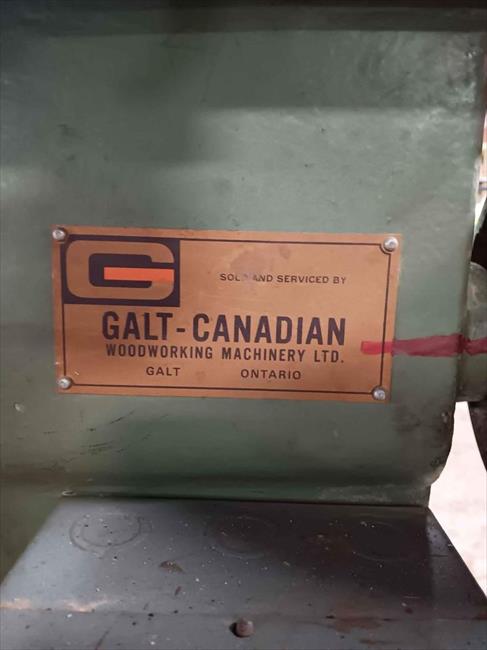 G
SOLD AND SERVICED BY
GALT-CANADIAN
WOODWORKING MACHINERY LTD.
GALT ONTARIO